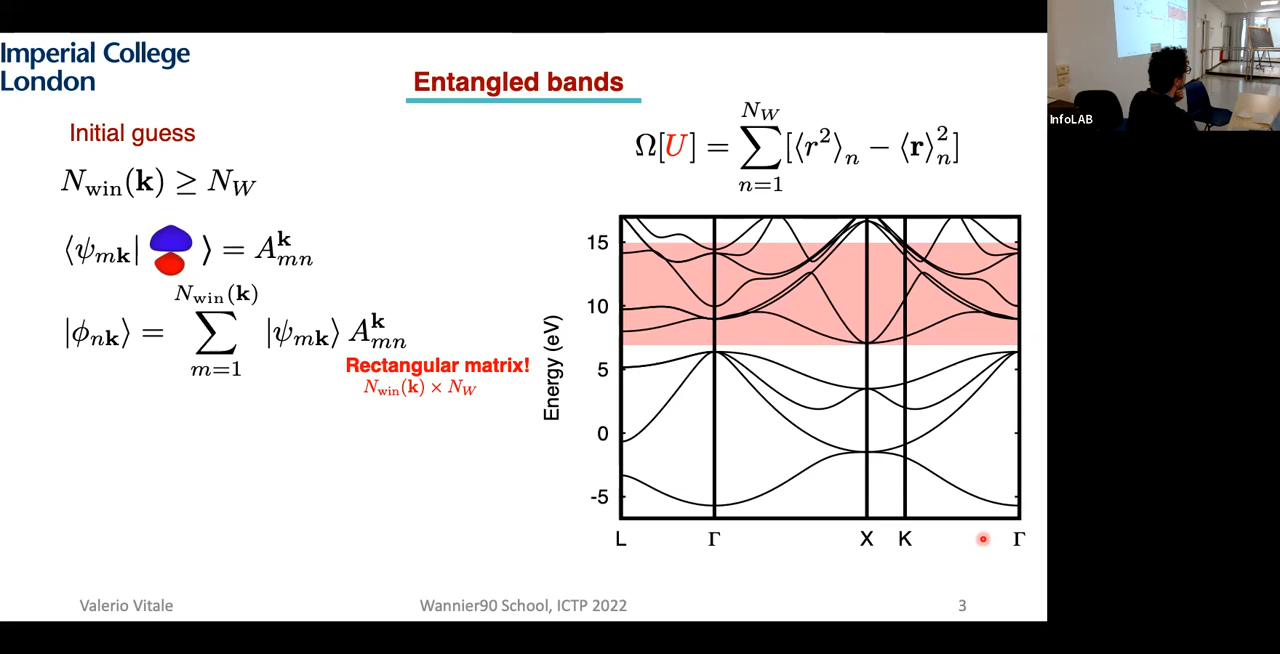 Imperial College
London
Entangled bands
Initial guess
N_win(k) ≥ N_W
⟨ψ_mk| ⟩ = A^k_mn
|ϕ_nk⟩ = ∑_{m=1}^{N_win(k)} |ψ_mk⟩ A^k_mn
Rectangular matrix!
N_win(k) × N_W
Ω[U] = ∑_{n=1}^{N_W} [⟨r²⟩_n − ⟨r⟩²_n]
Energy (eV)
15
10
5
0
-5
L Γ X K Γ
Valerio Vitale Wannier90 School, ICTP 2022 3
InfoLAB